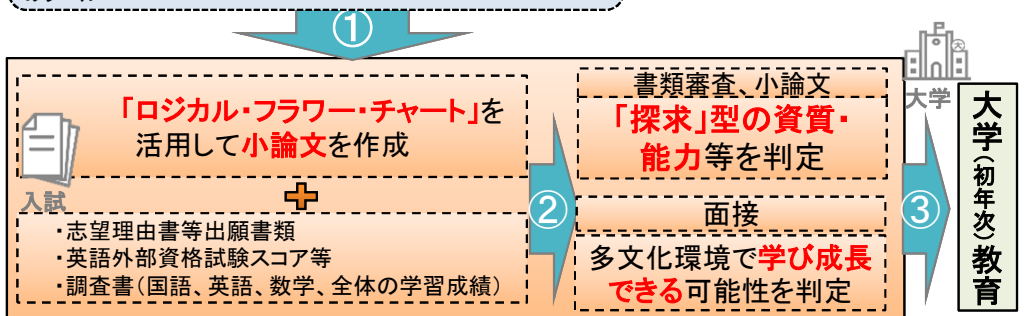 ①
「ロジカル・フラワー・チャート」を
活用して小論文を作成
入試
+
・志望理由書等出願書類
・英語外部資格試験スコア等
・調査書(国語、英語、数学、全体の学習成績)
②
書類審査、小論文
「探求」型の資質・
能力等を判定
面接
多文化環境で学び成長
できる可能性を判定
③
大
大学
大学(初年次)教育